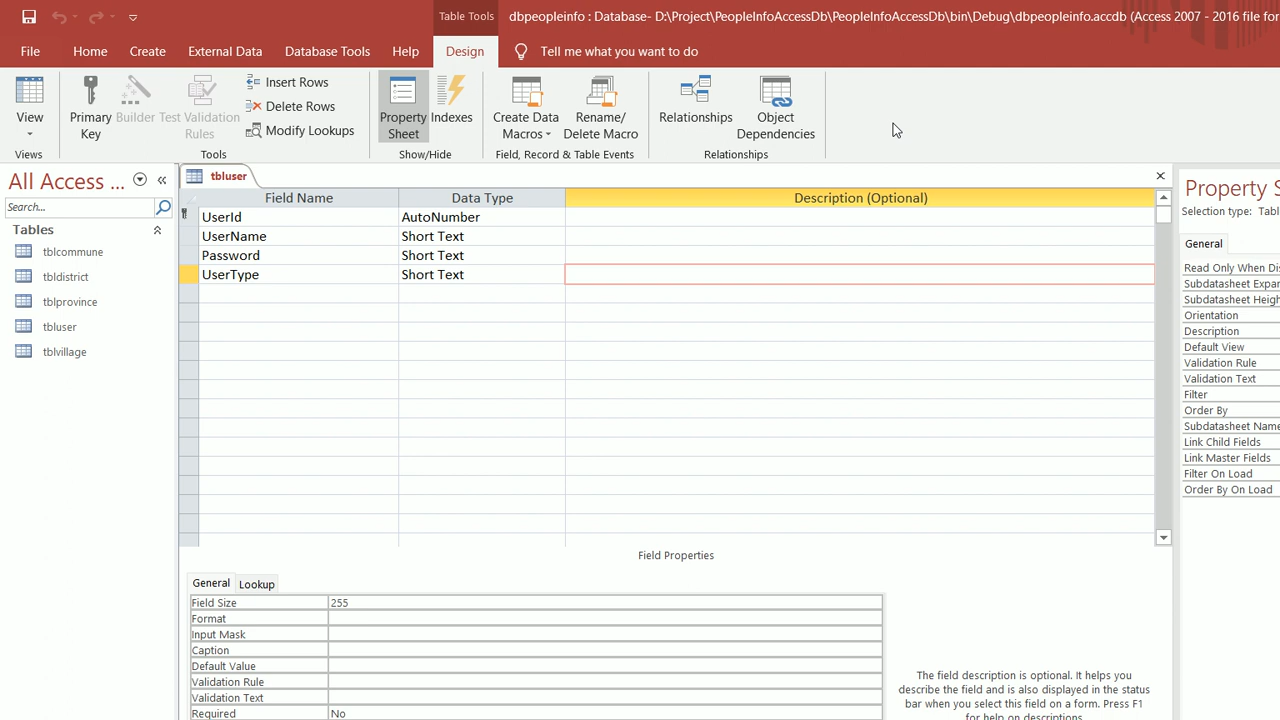 Table Tools
dbpeopleinfo : Database- D:\Project\PeopleInfoAccessDb\PeopleInfoAccessDb\bin\Debug\dbpeopleinfo.accdb (Access 2007 - 2016 file for
File Home Create External Data Database Tools Help Design Tell me what you want to do
View
Primary Key
Builder
Test Validation Rules
Insert Rows
Delete Rows
Modify Lookups
Property Sheet
Indexes
Create Data Macros
Rename/ Delete Macro
Relationships
Object Dependencies
Views Tools Show/Hide Field, Record & Table Events Relationships
All Access ...
Search...
Tables
tblcommune
tbldistrict
tblprovince
tbluser
tblvillage
tbluser
Field Name Data Type Description (Optional)
UserId AutoNumber
UserName Short Text
Password Short Text
UserType Short Text
Field Properties
General Lookup
Field Size 255
Format
Input Mask
Caption
Default Value
Validation Rule
Validation Text
Required No
The field description is optional. It helps you
describe the field and is also displayed in the status
bar when you select this field on a form. Press F1
for help on descriptions.
Property S
Selection type: Tabl
General
Read Only When Dis
Subdatasheet Expan
Subdatasheet Heigh
Orientation
Description
Default View
Validation Rule
Validation Text
Filter
Order By
Subdatasheet Name
Link Child Fields
Link Master Fields
Filter On Load
Order By On Load